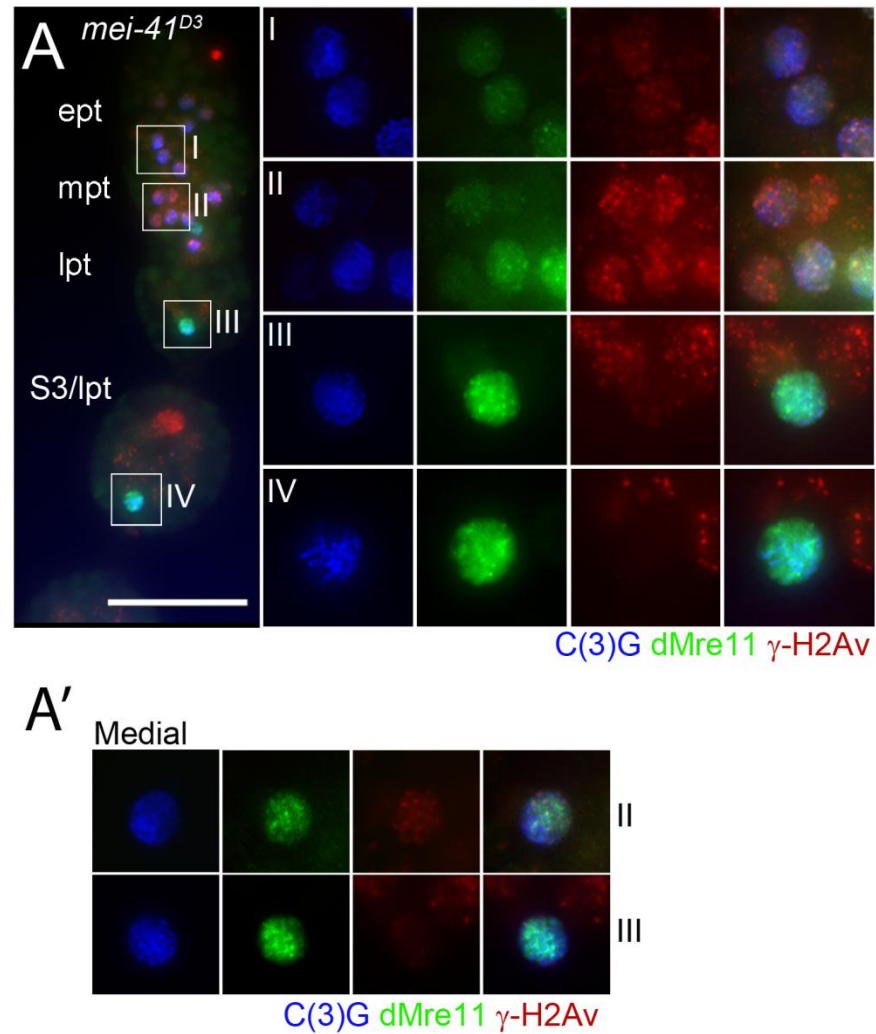 A
mei-41D3
ept
I
mpt
II
lpt
III
S3/lpt
IV
I
II
III
IV
C(3)G dMre11 γ-H2Av
A′
Medial
II
III
C(3)G dMre11 γ-H2Av